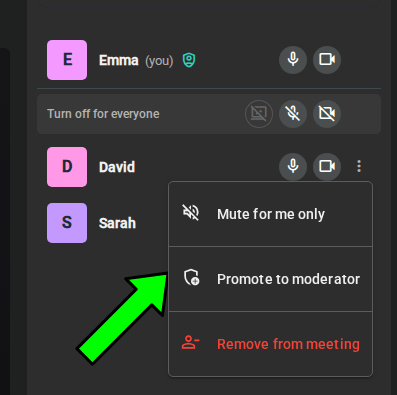 E Emma (you)
Turn off for everyone
D David
Mute for me only
S Sarah
Promote to moderator
Remove from meeting